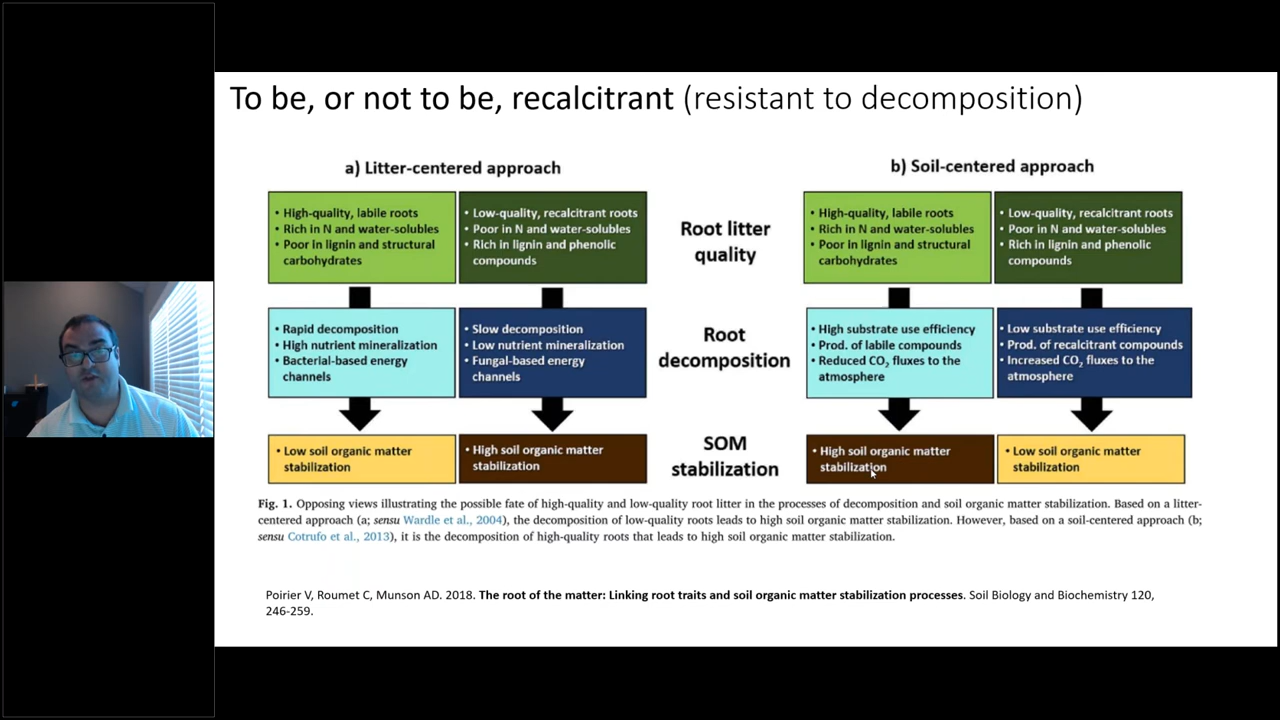 To be, or not to be, recalcitrant (resistant to decomposition)
a) Litter-centered approach
• High-quality, labile roots
• Rich in N and water-solubles
• Poor in lignin and structural
carbohydrates
• Low-quality, recalcitrant roots
• Poor in N and water-solubles
• Rich in lignin and phenolic
compounds
Root litter
quality
b) Soil-centered approach
• High-quality, labile roots
• Rich in N and water-solubles
• Poor in lignin and structural
carbohydrates
• Low-quality, recalcitrant roots
• Poor in N and water-solubles
• Rich in lignin and phenolic
compounds
• Rapid decomposition
• High nutrient mineralization
• Bacterial-based energy
channels
• Slow decomposition
• Low nutrient mineralization
• Fungal-based energy
channels
Root
decomposition
• High substrate use efficiency
• Prod. of labile compounds
• Reduced CO₂ fluxes to the
atmosphere
• Low substrate use efficiency
• Prod. of recalcitrant compounds
• Increased CO₂ fluxes to the
atmosphere
• Low soil organic matter
stabilization
• High soil organic matter
stabilization
SOM
stabilization
• High soil organic matter
stabilization
• Low soil organic matter
stabilization
Fig. 1. Opposing views illustrating the possible fate of high-quality and low-quality root litter in the processes of decomposition and soil organic matter stabilization. Based on a litter-
centered approach (a; sensu Wardle et al., 2004), the decomposition of low-quality roots leads to high soil organic matter stabilization. However, based on a soil-centered approach (b;
sensu Cotrufo et al., 2013), it is the decomposition of high-quality roots that leads to high soil organic matter stabilization.
Poirier V, Roumet C, Munson AD. 2018. The root of the matter: Linking root traits and soil organic matter stabilization processes. Soil Biology and Biochemistry 120,
246-259.